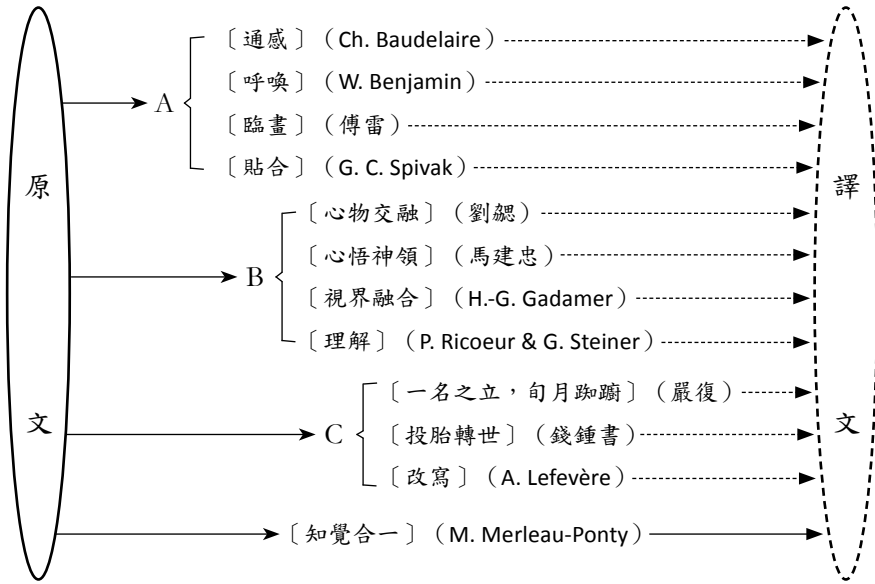 〔通感〕（Ch. Baudelaire）
〔呼喚〕（W. Benjamin）
A
〔臨畫〕（傅雷）
〔貼合〕（G. C. Spivak）
原
譯
〔心物交融〕（劉勰）
〔心悟神領〕（馬建忠）
B
〔視界融合〕（H.-G. Gadamer）
〔理解〕（P. Ricoeur & G. Steiner）
〔一名之立，旬月踟躕〕（嚴復）
文
文
C
〔投胎轉世〕（錢鍾書）
〔改寫〕（A. Lefevère）
〔知覺合一〕（M. Merleau-Ponty）